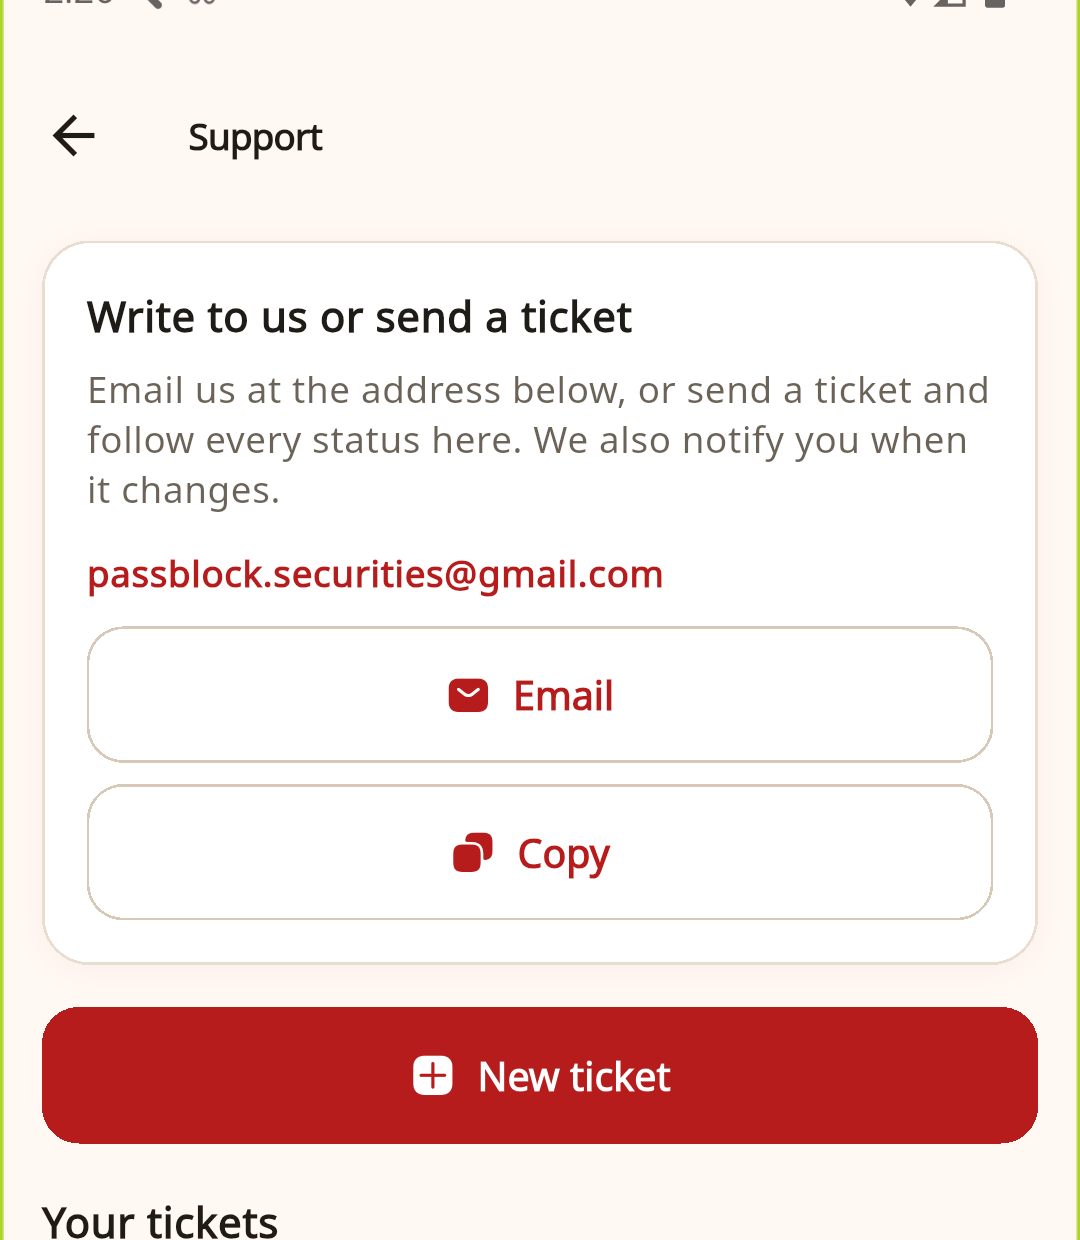 Support
Write to us or send a ticket
Email us at the address below, or send a ticket and
follow every status here. We also notify you when
it changes.
passblock.securities@gmail.com
Email
Copy
New ticket
Your tickets